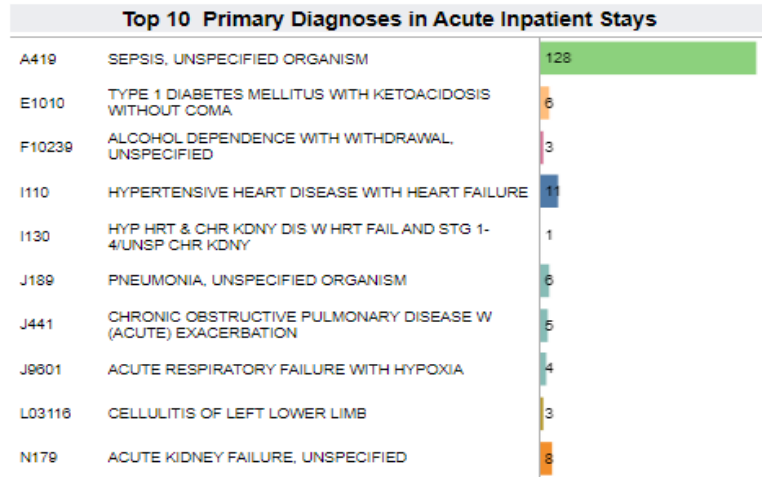 Top 10 Primary Diagnoses in Acute Inpatient Stays
A419 SEPSIS, UNSPECIFIED ORGANISM 128
E1010 TYPE 1 DIABETES MELLITUS WITH KETOACIDOSIS
WITHOUT COMA 6
F10239 ALCOHOL DEPENDENCE WITH WITHDRAWAL,
UNSPECIFIED 3
I110 HYPERTENSIVE HEART DISEASE WITH HEART FAILURE 11
I130 HYP HRT & CHR KDNY DIS W HRT FAIL AND STG 1-
4/UNSP CHR KDNY 1
J189 PNEUMONIA, UNSPECIFIED ORGANISM 6
J441 CHRONIC OBSTRUCTIVE PULMONARY DISEASE W
(ACUTE) EXACERBATION 5
J9601 ACUTE RESPIRATORY FAILURE WITH HYPOXIA 4
L03116 CELLULITIS OF LEFT LOWER LIMB 3
N179 ACUTE KIDNEY FAILURE, UNSPECIFIED 8